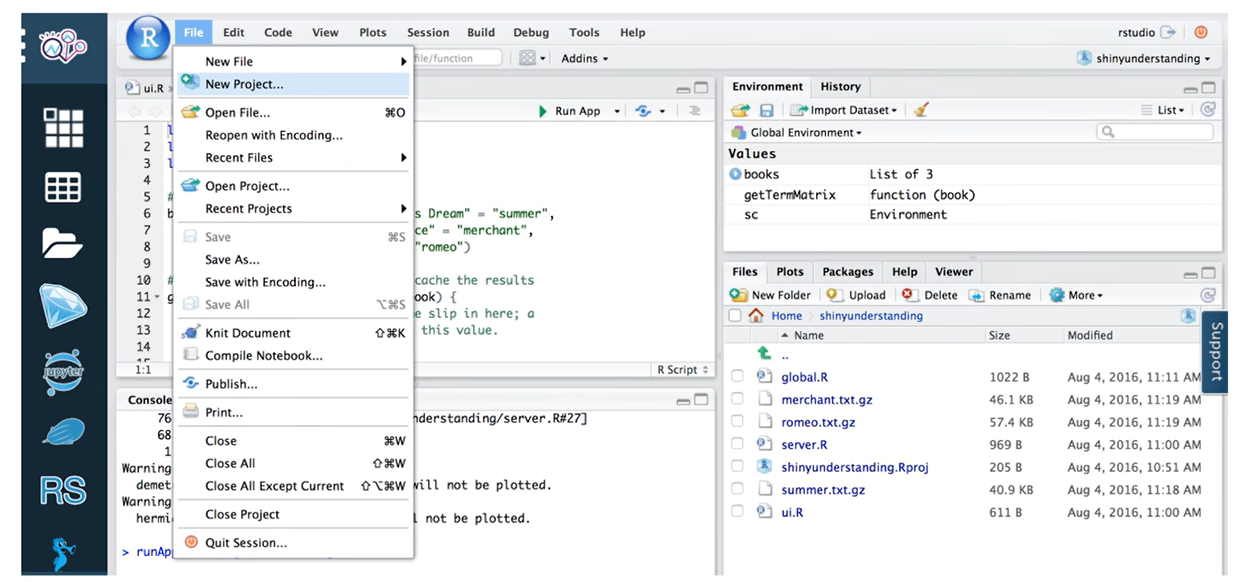 R File Edit Code View Plots Session Build Debug Tools Help rstudio
file/function Addins shinyunderstanding
New File
New Project...
Open File... ⌘O
Reopen with Encoding...
Recent Files
Open Project...
Recent Projects
Save ⌘S
Save As...
Save with Encoding...
Save All ⌥⌘S
Knit Document ⇧⌘K
Compile Notebook...
Publish...
Print...
Close ⌘W
Close All ⇧⌘W
Close All Except Current ⇧⌥⌘W
Close Project
Quit Session...
ui.R
Run App
1 l
2 l
3 l
4
5 #
6 b s Dream" = "summer",
7 ce" = "merchant",
8 "romeo")
9
10 # cache the results
11 g ook) {
12 e slip in here; a
13 this value.
14
15
1:1 R Script
Console
76 nderstanding/server.R#27]
68
1
Warning
demet will not be plotted.
Warning
hermi l not be plotted.
> runAp
Environment History
Import Dataset List
Global Environment
Values
books List of 3
getTermMatrix function (book)
sc Environment
Files Plots Packages Help Viewer
New Folder Upload Delete Rename More
Home shinyunderstanding
Name Size Modified
..
global.R 1022 B Aug 4, 2016, 11:11 AM
merchant.txt.gz 46.1 KB Aug 4, 2016, 11:19 AM
romeo.txt.gz 57.4 KB Aug 4, 2016, 11:19 AM
server.R 969 B Aug 4, 2016, 11:00 AM
shinyunderstanding.Rproj 205 B Aug 4, 2016, 10:51 AM
summer.txt.gz 40.9 KB Aug 4, 2016, 11:18 AM
ui.R 611 B Aug 4, 2016, 11:00 AM
Support
jupyter
RS